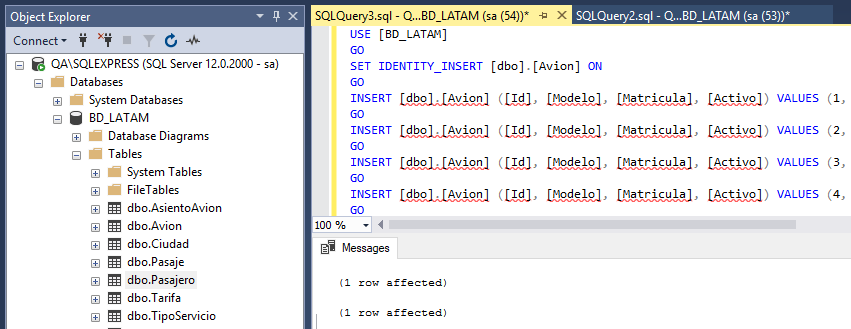 Object Explorer
Connect
QA\SQLEXPRESS (SQL Server 12.0.2000 - sa)
Databases
System Databases
BD_LATAM
Database Diagrams
Tables
System Tables
FileTables
dbo.AsientoAvion
dbo.Avion
dbo.Ciudad
dbo.Pasaje
dbo.Pasajero
dbo.Tarifa
dbo.TipoServicio
SQLQuery3.sql - Q...BD_LATAM (sa (54))*
SQLQuery2.sql - Q...BD_LATAM (sa (53))*
USE [BD_LATAM]
GO
SET IDENTITY_INSERT [dbo].[Avion] ON
GO
INSERT [dbo].[Avion] ([Id], [Modelo], [Matricula], [Activo]) VALUES (1,
GO
INSERT [dbo].[Avion] ([Id], [Modelo], [Matricula], [Activo]) VALUES (2,
GO
INSERT [dbo].[Avion] ([Id], [Modelo], [Matricula], [Activo]) VALUES (3,
GO
INSERT [dbo].[Avion] ([Id], [Modelo], [Matricula], [Activo]) VALUES (4,
GO
100 %
Messages
(1 row affected)
(1 row affected)